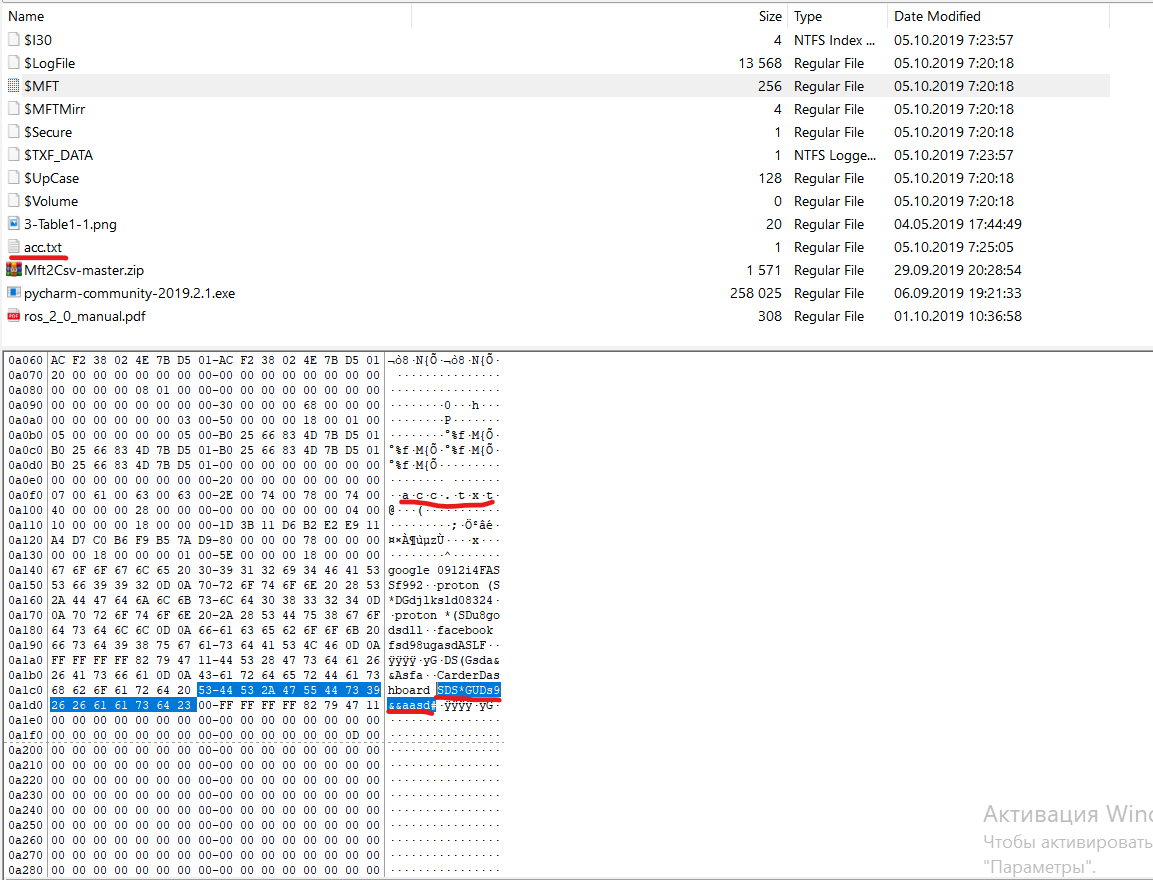 Name Size Type Date Modified
$I30 4 NTFS Index ... 05.10.2019 7:23:57
$LogFile 13 568 Regular File 05.10.2019 7:20:18
$MFT 256 Regular File 05.10.2019 7:20:18
$MFTMirr 4 Regular File 05.10.2019 7:20:18
$Secure 1 Regular File 05.10.2019 7:20:18
$TXF_DATA 1 NTFS Logge... 05.10.2019 7:23:57
$UpCase 128 Regular File 05.10.2019 7:20:18
$Volume 0 Regular File 05.10.2019 7:20:18
3-Table1-1.png 20 Regular File 04.05.2019 17:44:49
acc.txt 1 Regular File 05.10.2019 7:25:05
Mft2Csv-master.zip 1 571 Regular File 29.09.2019 20:28:54
pycharm-community-2019.2.1.exe 258 025 Regular File 06.09.2019 19:21:33
ros_2_0_manual.pdf 308 Regular File 01.10.2019 10:36:58
0a060 AC F2 38 02 4E 7B D5 01-AC F2 38 02 4E 7B D5 01 ¬ò8·N{Õ·¬ò8·N{Õ·
0a070 20 00 00 00 00 00 00 00-00 00 00 00 00 00 00 00 ···············
0a080 00 00 00 00 08 01 00 00-00 00 00 00 00 00 00 00 ················
0a090 00 00 00 00 00 00 00 00-30 00 00 00 68 00 00 00 ········0···h···
0a0a0 00 00 00 00 00 00 03 00-50 00 00 00 18 00 01 00 ········P·······
0a0b0 05 00 00 00 00 00 05 00-B0 25 66 83 4D 7B D5 01 ········°%f·M{Õ·
0a0c0 B0 25 66 83 4D 7B D5 01-B0 25 66 83 4D 7B D5 01 °%f·M{Õ·°%f·M{Õ·
0a0d0 B0 25 66 83 4D 7B D5 01-00 00 00 00 00 00 00 00 °%f·M{Õ·········
0a0e0 00 00 00 00 00 00 00 00-20 00 00 00 00 00 00 00 ········ ·······
0a0f0 07 00 61 00 63 00 63 00-2E 00 74 00 78 00 74 00 ··a·c·c·.·t·x·t·
0a100 40 00 00 00 28 00 00 00-00 00 00 00 00 00 04 00 @···(···········
0a110 10 00 00 00 18 00 00 00-1D 3B 11 D6 B2 E2 E9 11 ·········;·Ö²âé·
0a120 A4 D7 C0 B6 F9 B5 7A D9-80 00 00 00 78 00 00 00 ¤×À¶ùµzÙ····x···
0a130 00 00 18 00 00 00 01 00-5E 00 00 00 18 00 00 00 ········^·······
0a140 67 6F 6F 67 6C 65 20 30-39 31 32 69 34 46 41 53 google 0912i4FAS
0a150 53 66 39 39 32 0D 0A 70-72 6F 74 6F 6E 20 28 53 Sf992··proton (S
0a160 2A 44 47 64 6A 6C 6B 73-6C 64 30 38 33 32 34 0D *DGdjlksld08324·
0a170 0A 70 72 6F 74 6F 6E 20-2A 28 53 44 75 38 67 6F ·proton *(SDu8go
0a180 64 73 64 6C 6C 0D 0A 66-61 63 65 62 6F 6F 6B 20 dsdll··facebook
0a190 66 73 64 39 38 75 67 61-73 64 41 53 4C 46 0D 0A fsd98ugasdASLF··
0a1a0 FF FF FF FF 82 79 47 11-44 53 28 47 73 64 61 26 ÿÿÿÿ·yG·DS(Gsda&
0a1b0 26 41 73 66 61 0D 0A 43-61 72 64 65 72 44 61 73 &Asfa··CarderDas
0a1c0 68 62 6F 61 72 64 20 53-44 53 2A 47 55 44 73 39 hboard SDS*GUDs9
0a1d0 26 26 61 61 73 64 23 00-FF FF FF FF 82 79 47 11 &&aasd#·ÿÿÿÿ·yG·
0a1e0 00 00 00 00 00 00 00 00-00 00 00 00 00 00 00 00 ················
0a1f0 00 00 00 00 00 00 00 00-00 00 00 00 00 00 0D 00 ················
0a200 00 00 00 00 00 00 00 00-00 00 00 00 00 00 00 00 ················
0a210 00 00 00 00 00 00 00 00-00 00 00 00 00 00 00 00 ················
0a220 00 00 00 00 00 00 00 00-00 00 00 00 00 00 00 00 ················
0a230 00 00 00 00 00 00 00 00-00 00 00 00 00 00 00 00 ················
0a240 00 00 00 00 00 00 00 00-00 00 00 00 00 00 00 00 ················
0a250 00 00 00 00 00 00 00 00-00 00 00 00 00 00 00 00 ················
0a260 00 00 00 00 00 00 00 00-00 00 00 00 00 00 00 00 ················
0a270 00 00 00 00 00 00 00 00-00 00 00 00 00 00 00 00 ················
0a280 00 00 00 00 00 00 00 00-00 00 00 00 00 00 00 00 ················
Активация Winc
Чтобы активировать
"Параметры".